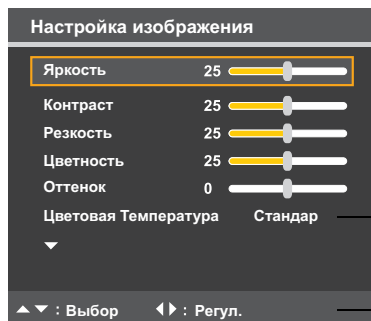 Настройка изображения
Яркость 25
Контраст 25
Резкость 25
Цветность 25
Оттенок 0
Цветовая Температура Стандар
: Выбор : Регул.